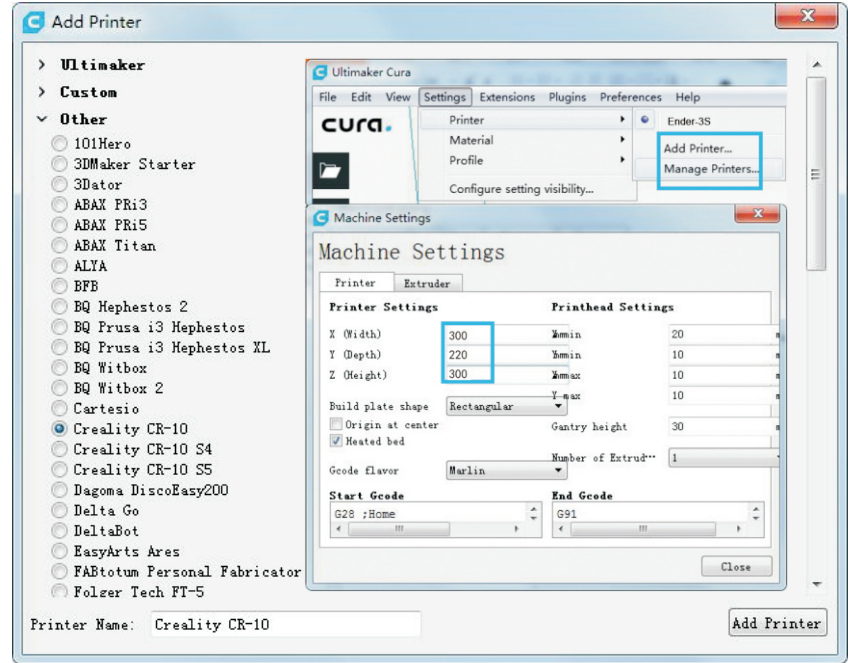 Add Printer
Ultimaker
Custom
Other
101Hero
3DMaker Starter
3Dator
ABAX PRi3
ABAX PRi5
ABAX Titan
ALYA
BFB
BQ Hephestos 2
BQ Prusa i3 Hephestos
BQ Prusa i3 Hephestos XL
BQ Witbox
BQ Witbox 2
Cartesio
Creality CR-10
Creality CR-10 S4
Creality CR-10 S5
Dagoma DiscoEasy200
Delta Go
DeltaBot
EasyArts Ares
FABtotum Personal Fabricator
Folger Tech FT-5
Ultimaker Cura
File Edit View Settings Extensions Plugins Preferences Help
cura.
Printer
Material
Profile
Configure setting visibility...
Ender-3S
Add Printer...
Manage Printers...
Machine Settings
Machine Settings
Printer Extruder
Printer Settings
X (Width) 300
Y (Depth) 220
Z (Height) 300
Build plate shape Rectangular
Origin at center
Heated bed
Gcode flavor Marlin
Start Gcode
G28 ;Home
Printhead Settings
20
10
10
Y max 10
Gantry height 30
Number of Extrud··· 1
End Gcode
G91
Close
Printer Name: Creality CR-10
Add Printer